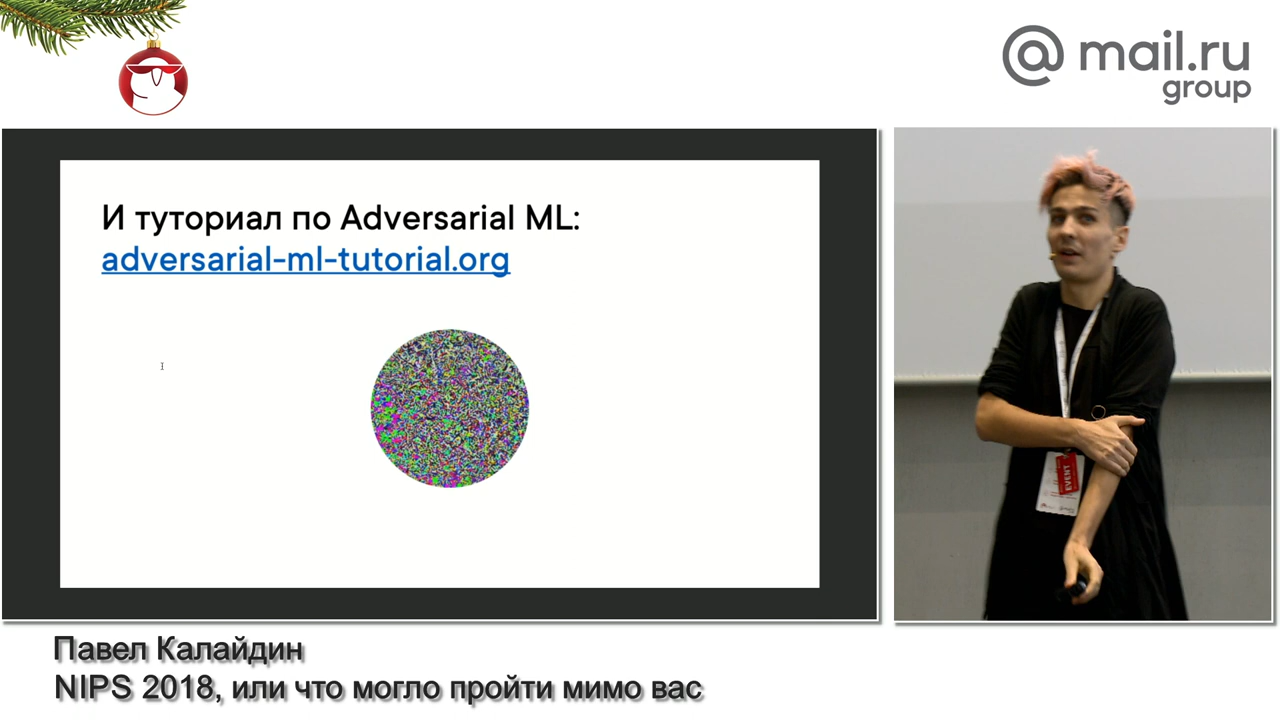 @ mail.ru
group
И туториал по Adversarial ML:
adversarial-ml-tutorial.org
EVENT
Павел Калайдин
NIPS 2018, или что могло пройти мимо вас